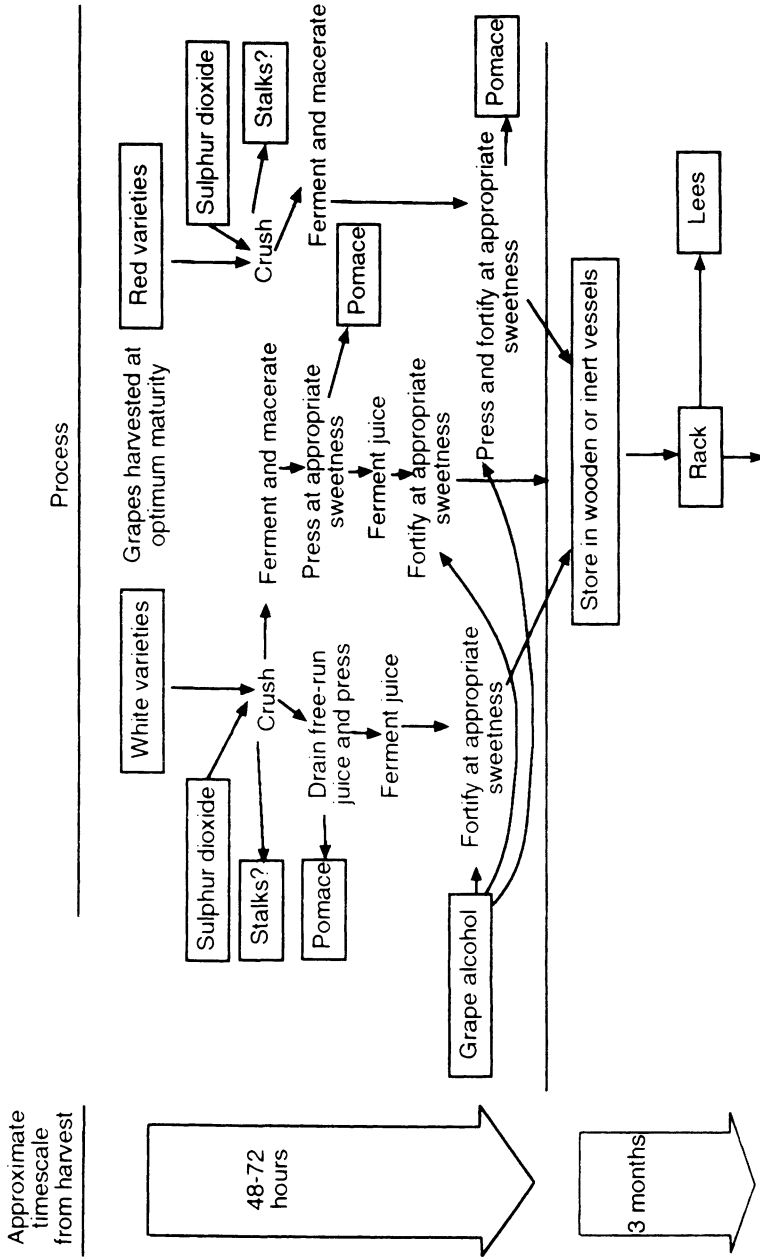 Approximate
timescale
from harvest
Process
48-72
hours
White varieties
Grapes harvested at
optimum maturity
Red varieties
Sulphur dioxide
Sulphur dioxide
Stalks?
Crush
Ferment and macerate
Crush
Stalks?
Pomace
Drain free-run
juice and press
Press at appropriate
sweetness
Pomace
Ferment and macerate
Ferment juice
Ferment juice
Fortify at appropriate
sweetness
Grape alcohol
Fortify at appropriate
sweetness
Press and fortify at appropriate
sweetness
Pomace
3 months
Store in wooden or inert vessels
Rack
Lees